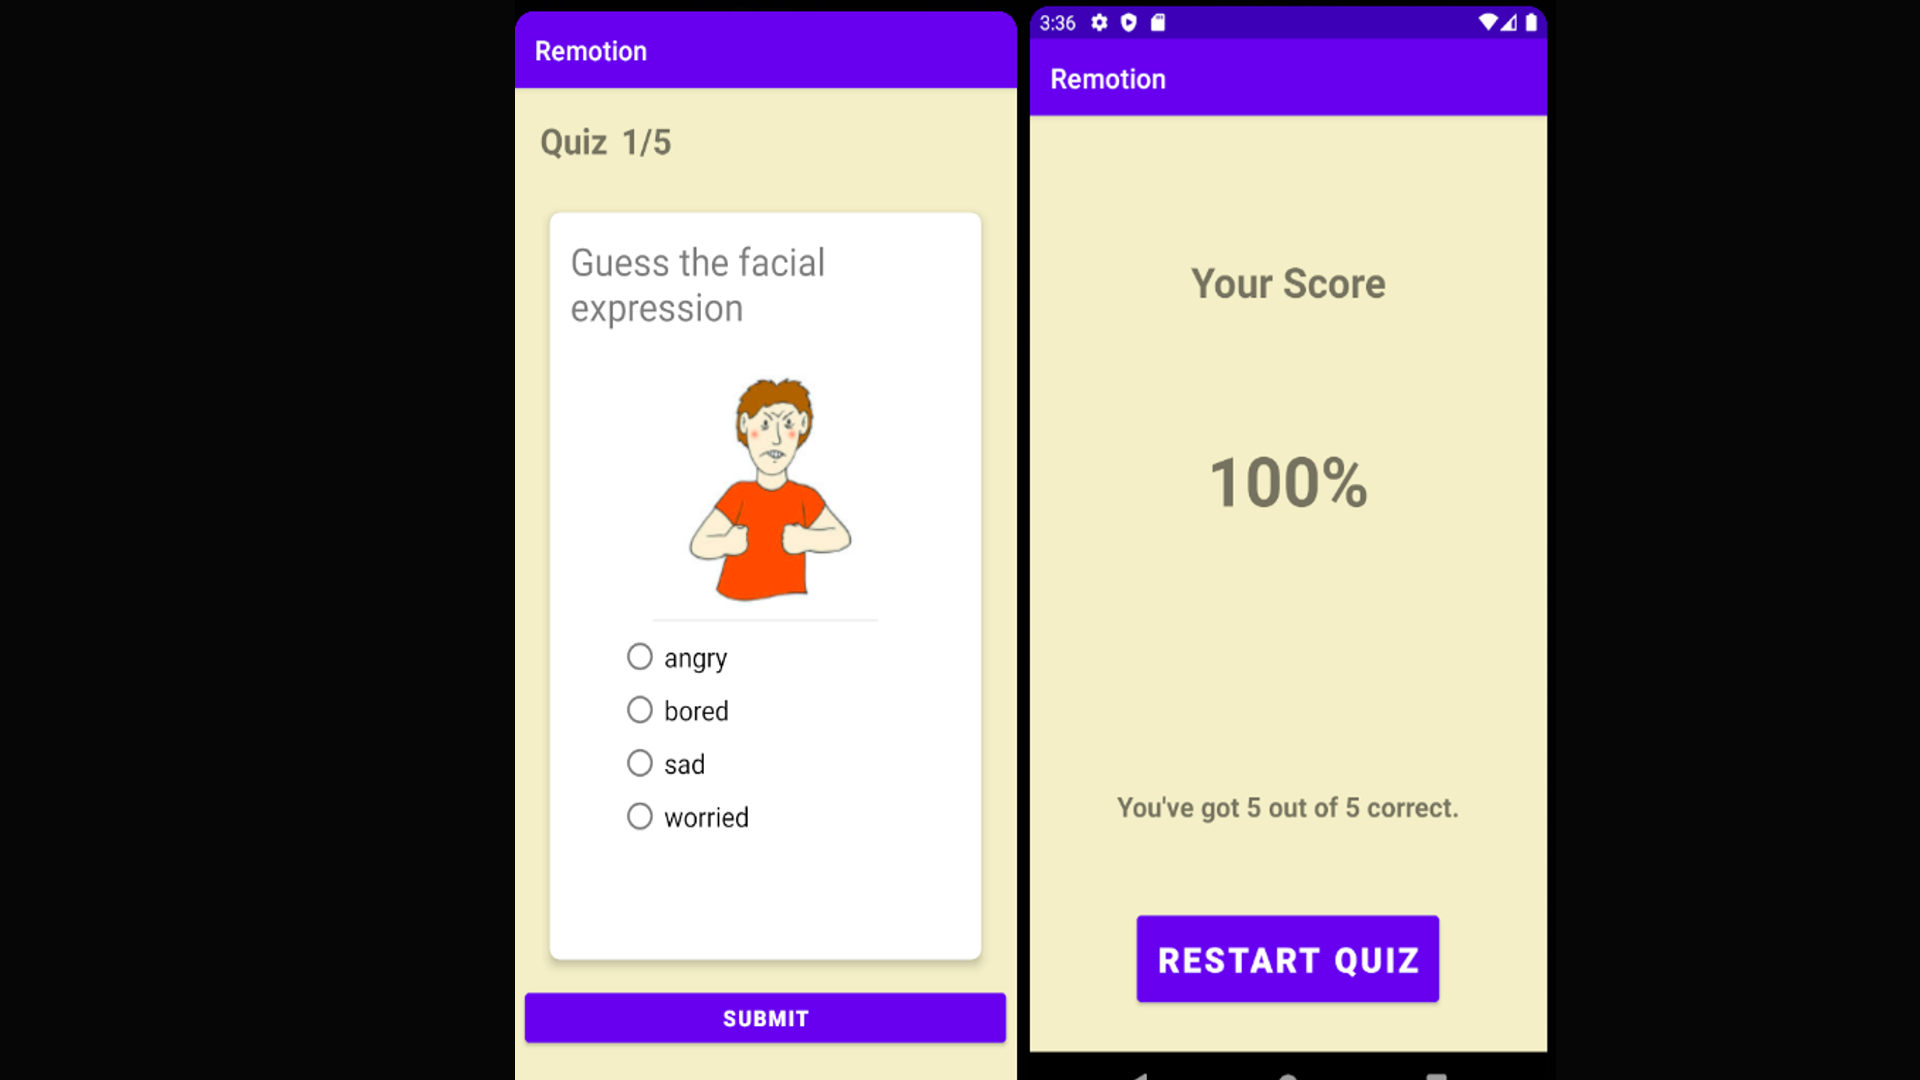 Remotion
Quiz 1/5
Guess the facial
expression
angry
bored
sad
worried
SUBMIT
3:36
Remotion
Your Score
100%
You've got 5 out of 5 correct.
RESTART QUIZ